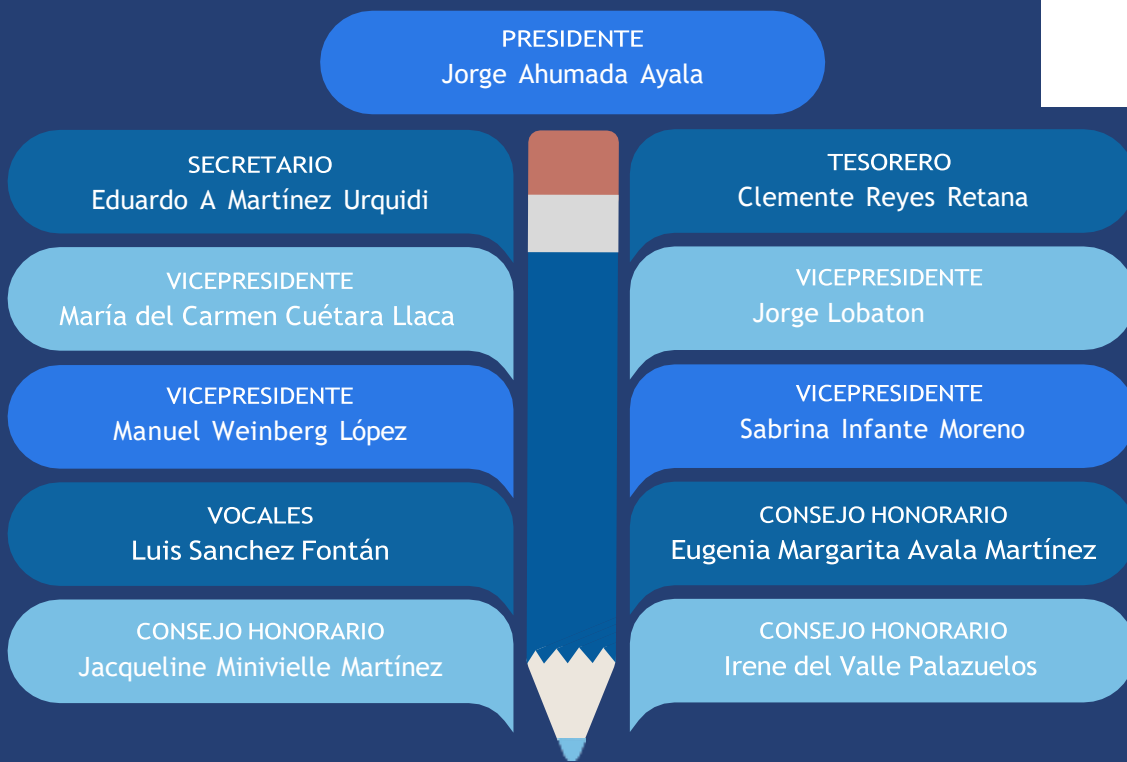 PRESIDENTE
Jorge Ahumada Ayala
SECRETARIO
Eduardo A Martínez Urquidi
TESORERO
Clemente Reyes Retana
VICEPRESIDENTE
María del Carmen Cuétara Llaca
VICEPRESIDENTE
Jorge Lobaton
VICEPRESIDENTE
Manuel Weinberg López
VICEPRESIDENTE
Sabrina Infante Moreno
VOCALES
Luis Sanchez Fontán
CONSEJO HONORARIO
Eugenia Margarita Avala Martínez
CONSEJO HONORARIO
Jacqueline Minivielle Martínez
CONSEJO HONORARIO
Irene del Valle Palazuelos